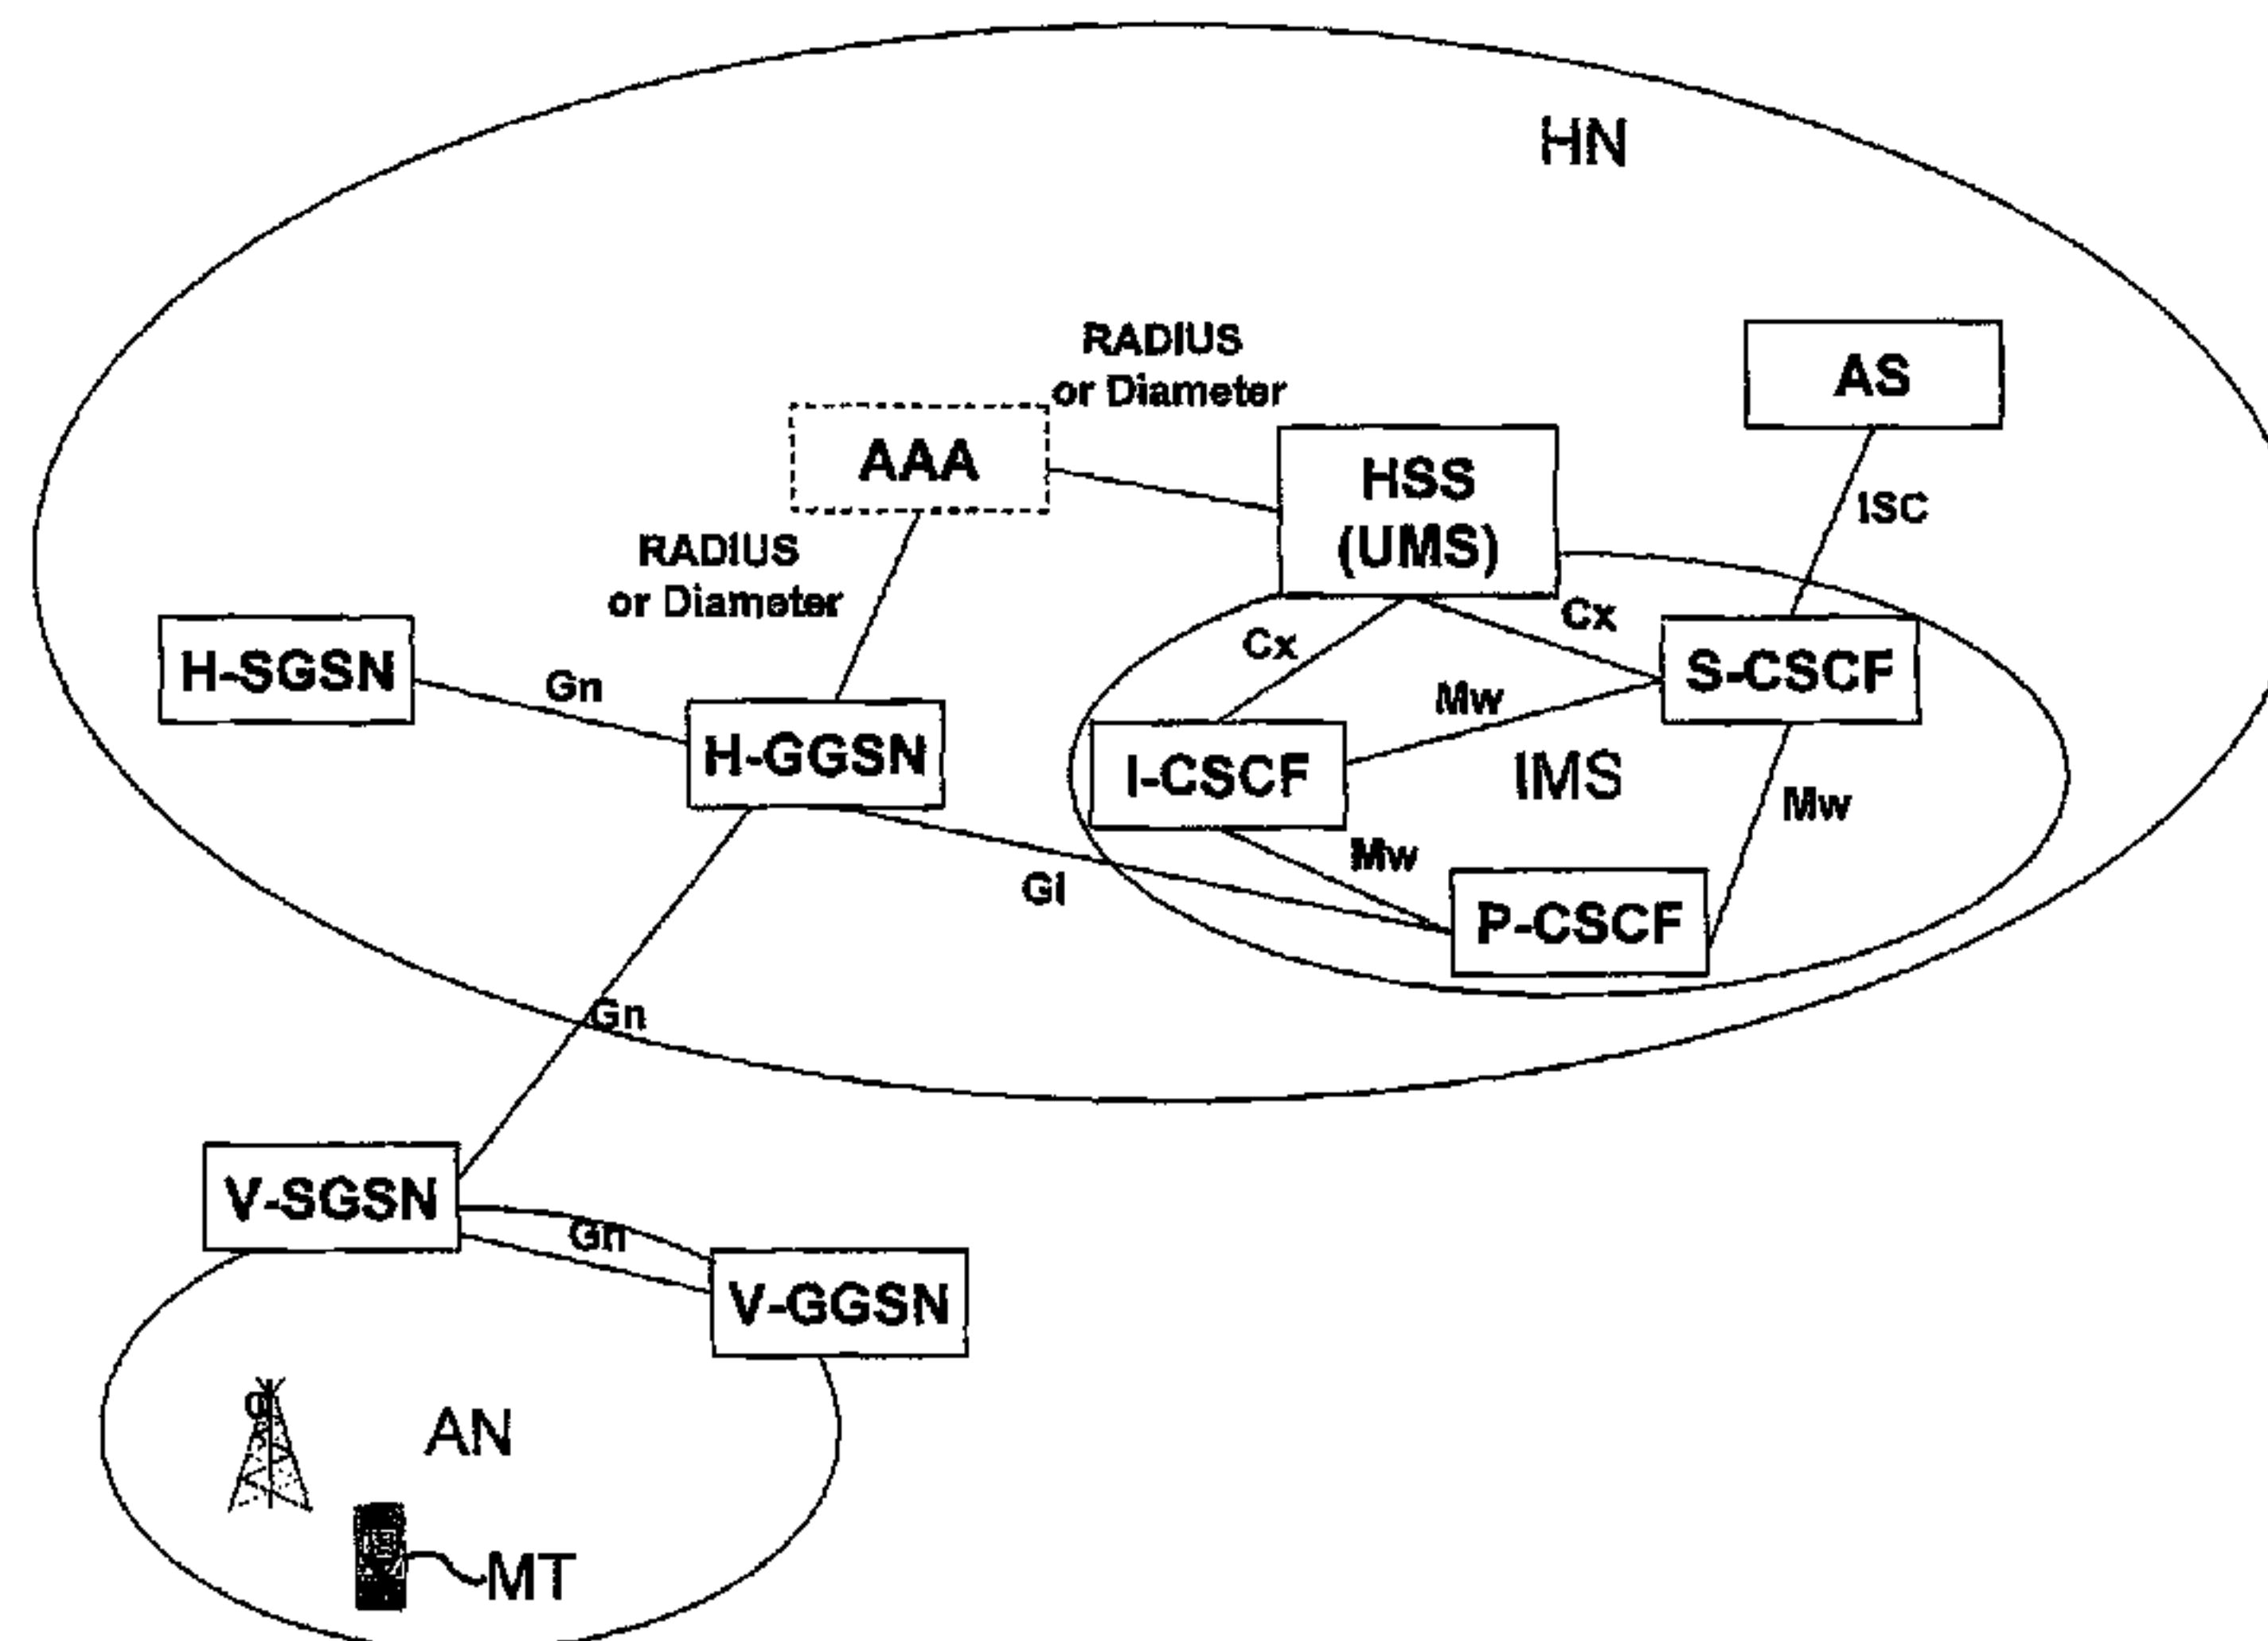 HN
RADIUS
or Diameter
AS
AAA
HSS
(UMS)
ISC
RADIUS
or Diameter
Cx
Cx
H-SGSN
Gn
S-CSCF
Mw
H-GGSN
I-CSCF
IMS
Mw
Mw
Gi
P-CSCF
Gn
V-SGSN
Gn
V-GGSN
AN
MT